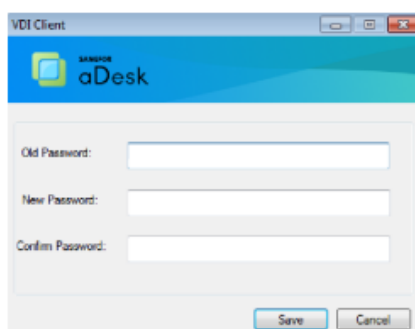 VDI Client
SANGFOR
aDesk
Old Password:
New Password:
Confirm Password:
Save Cancel